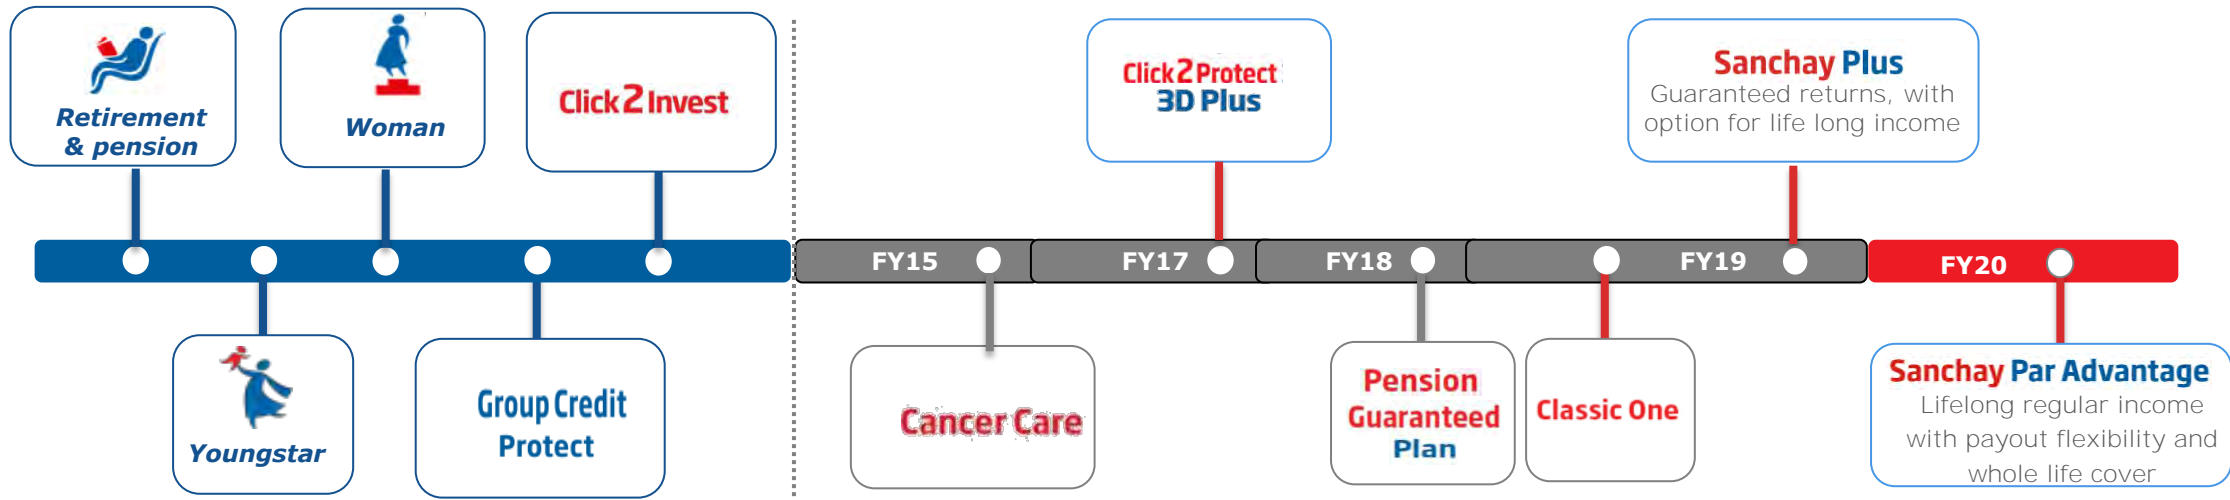 Retirement
& pension
Woman
Click2Invest
Click2Protect
3D Plus
Sanchay Plus
Guaranteed returns, with
option for life long income
FY15
FY17
FY18
FY19
FY20
Youngstar
Group Credit
Protect
Cancer Care
Pension
Guaranteed
Plan
Classic One
Sanchay Par Advantage
Lifelong regular income
with payout flexibility and
whole life cover